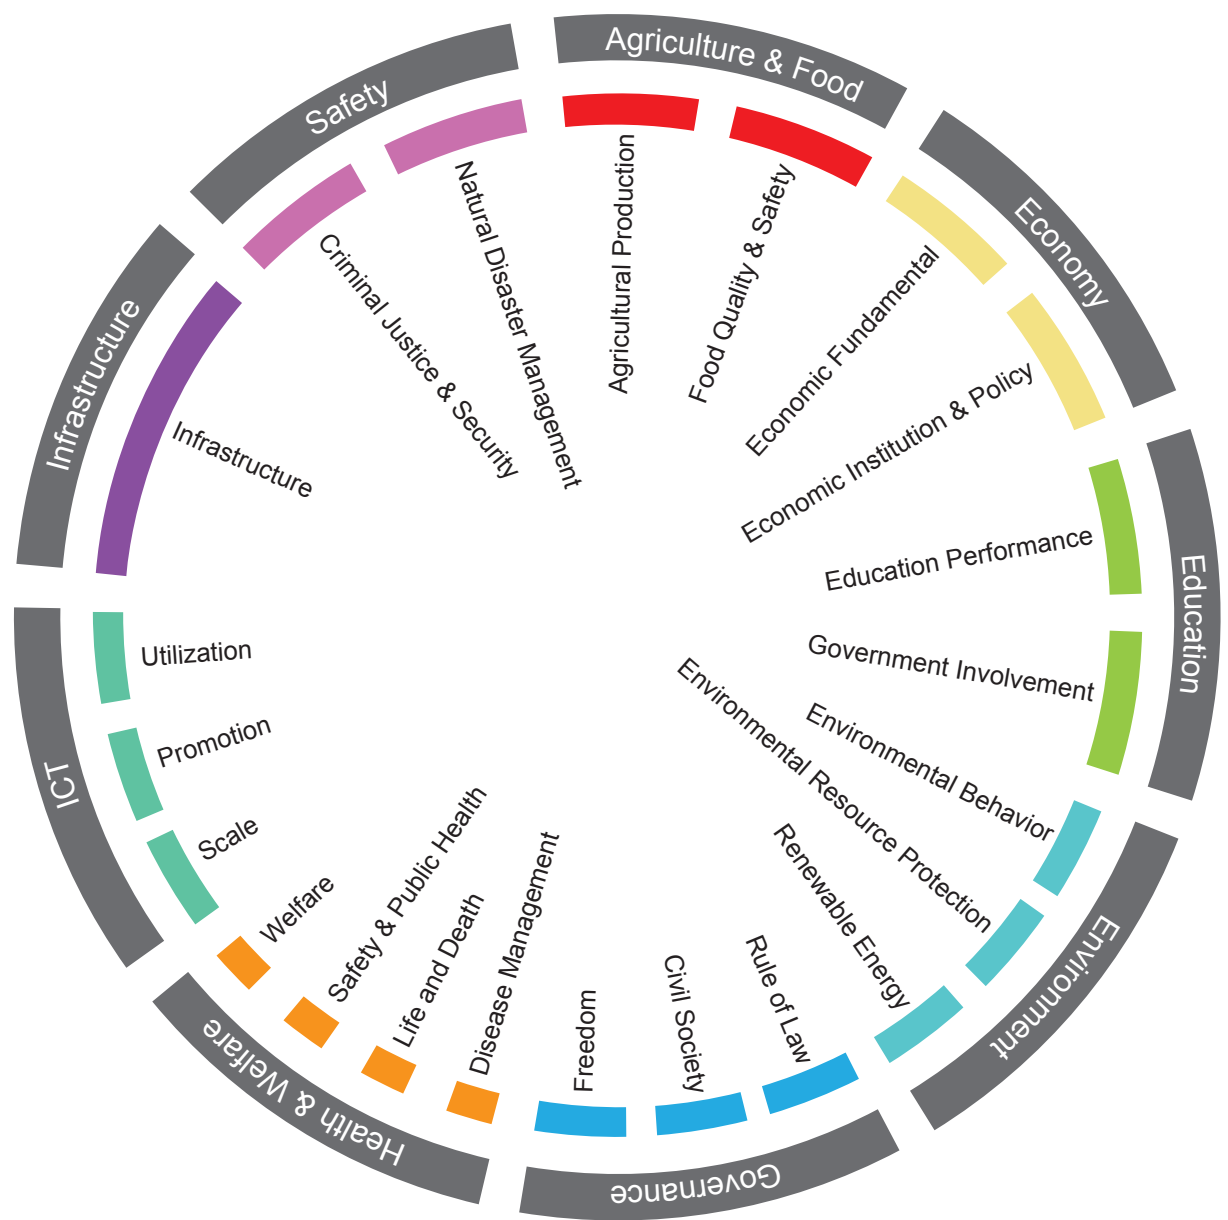 Agriculture & Food
Agricultural Production
Food Quality & Safety
Economy
Economic Fundamental
Economic Institution & Policy
Education
Education Performance
Government Involvement
Environment
Environmental Behavior
Environmental Resource Protection
Renewable Energy
Governance
Rule of Law
Civil Society
Freedom
Health & Welfare
Disease Management
Life and Death
Safety & Public Health
Welfare
ICT
Scale
Promotion
Utilization
Infrastructure
Infrastructure
Safety
Criminal Justice & Security
Natural Disaster Management